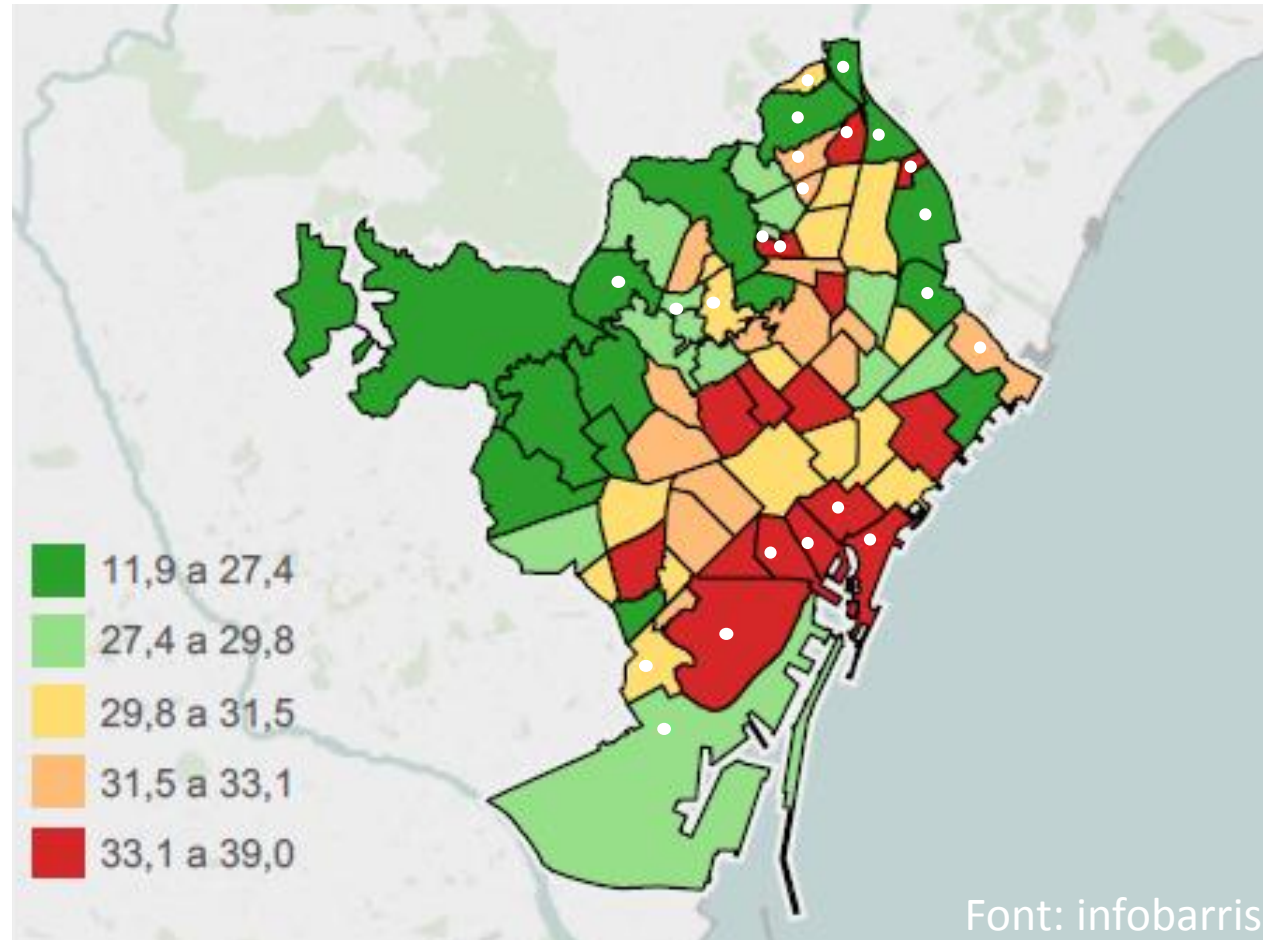 11,9 a 27,4
27,4 a 29,8
29,8 a 31,5
31,5 a 33,1
33,1 a 39,0
Font: infobarris